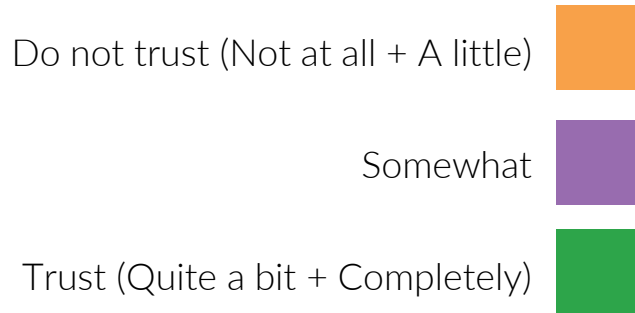 Do not trust (Not at all + A little)
Somewhat
Trust (Quite a bit + Completely)